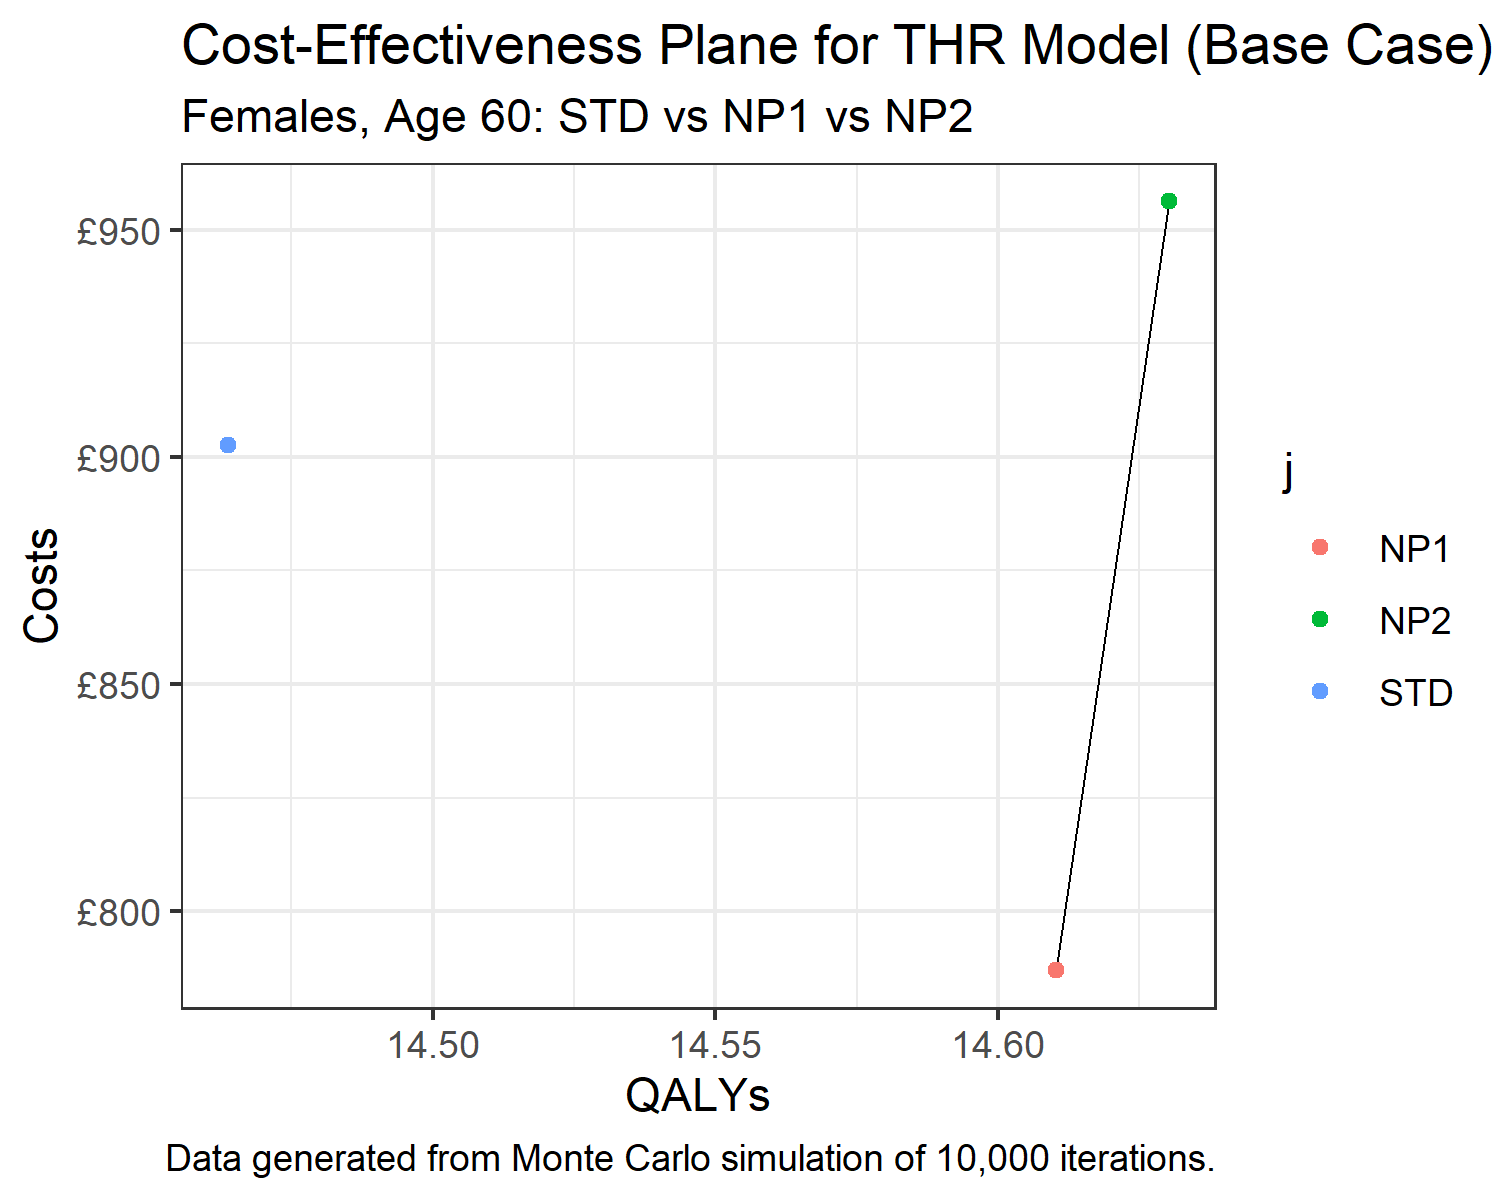 Cost-Effectiveness Plane for THR Model (Base Case)
Females, Age 60: STD vs NP1 vs NP2
£950
£900
£850
£800
Costs
14.50 14.55 14.60
QALYs
j
NP1
NP2
STD
Data generated from Monte Carlo simulation of 10,000 iterations.